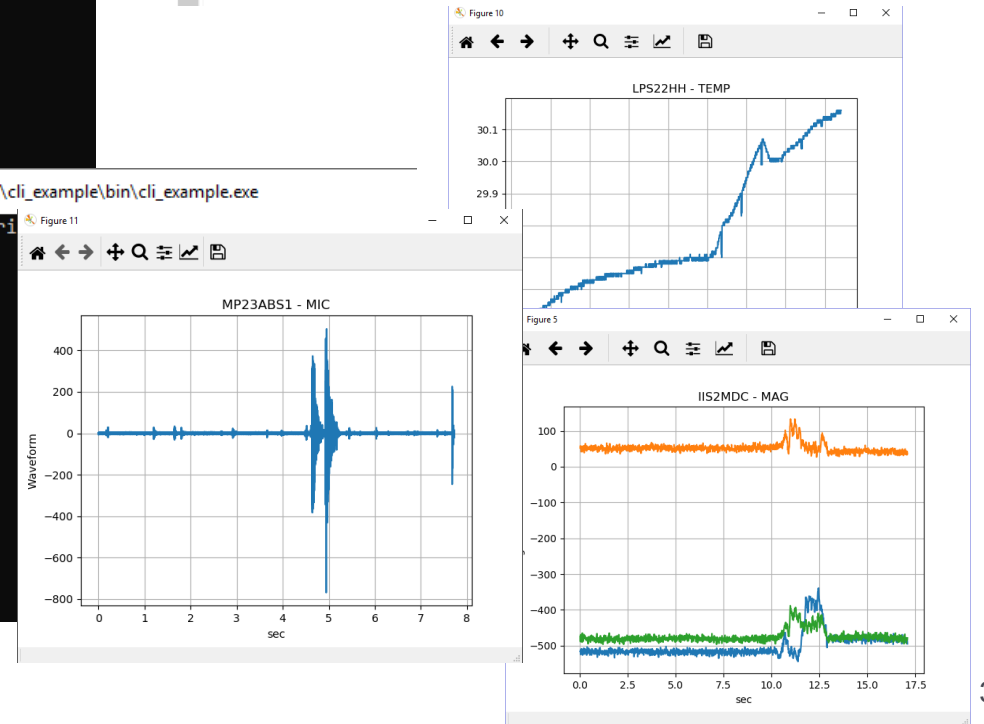 Figure 10
LPS22HH - TEMP
30.1
30.0
29.9
\cli_example\bin\cli_example.exe
ri
Figure 11
MP23ABS1 - MIC
400
200
0
−200
−400
−600
−800
Waveform
0 1 2 3 4 5 6 7 8
sec
Figure 5
IIS2MDC - MAG
100
0
−100
−200
−300
−400
−500
0.0 2.5 5.0 7.5 10.0 12.5 15.0 17.5
sec